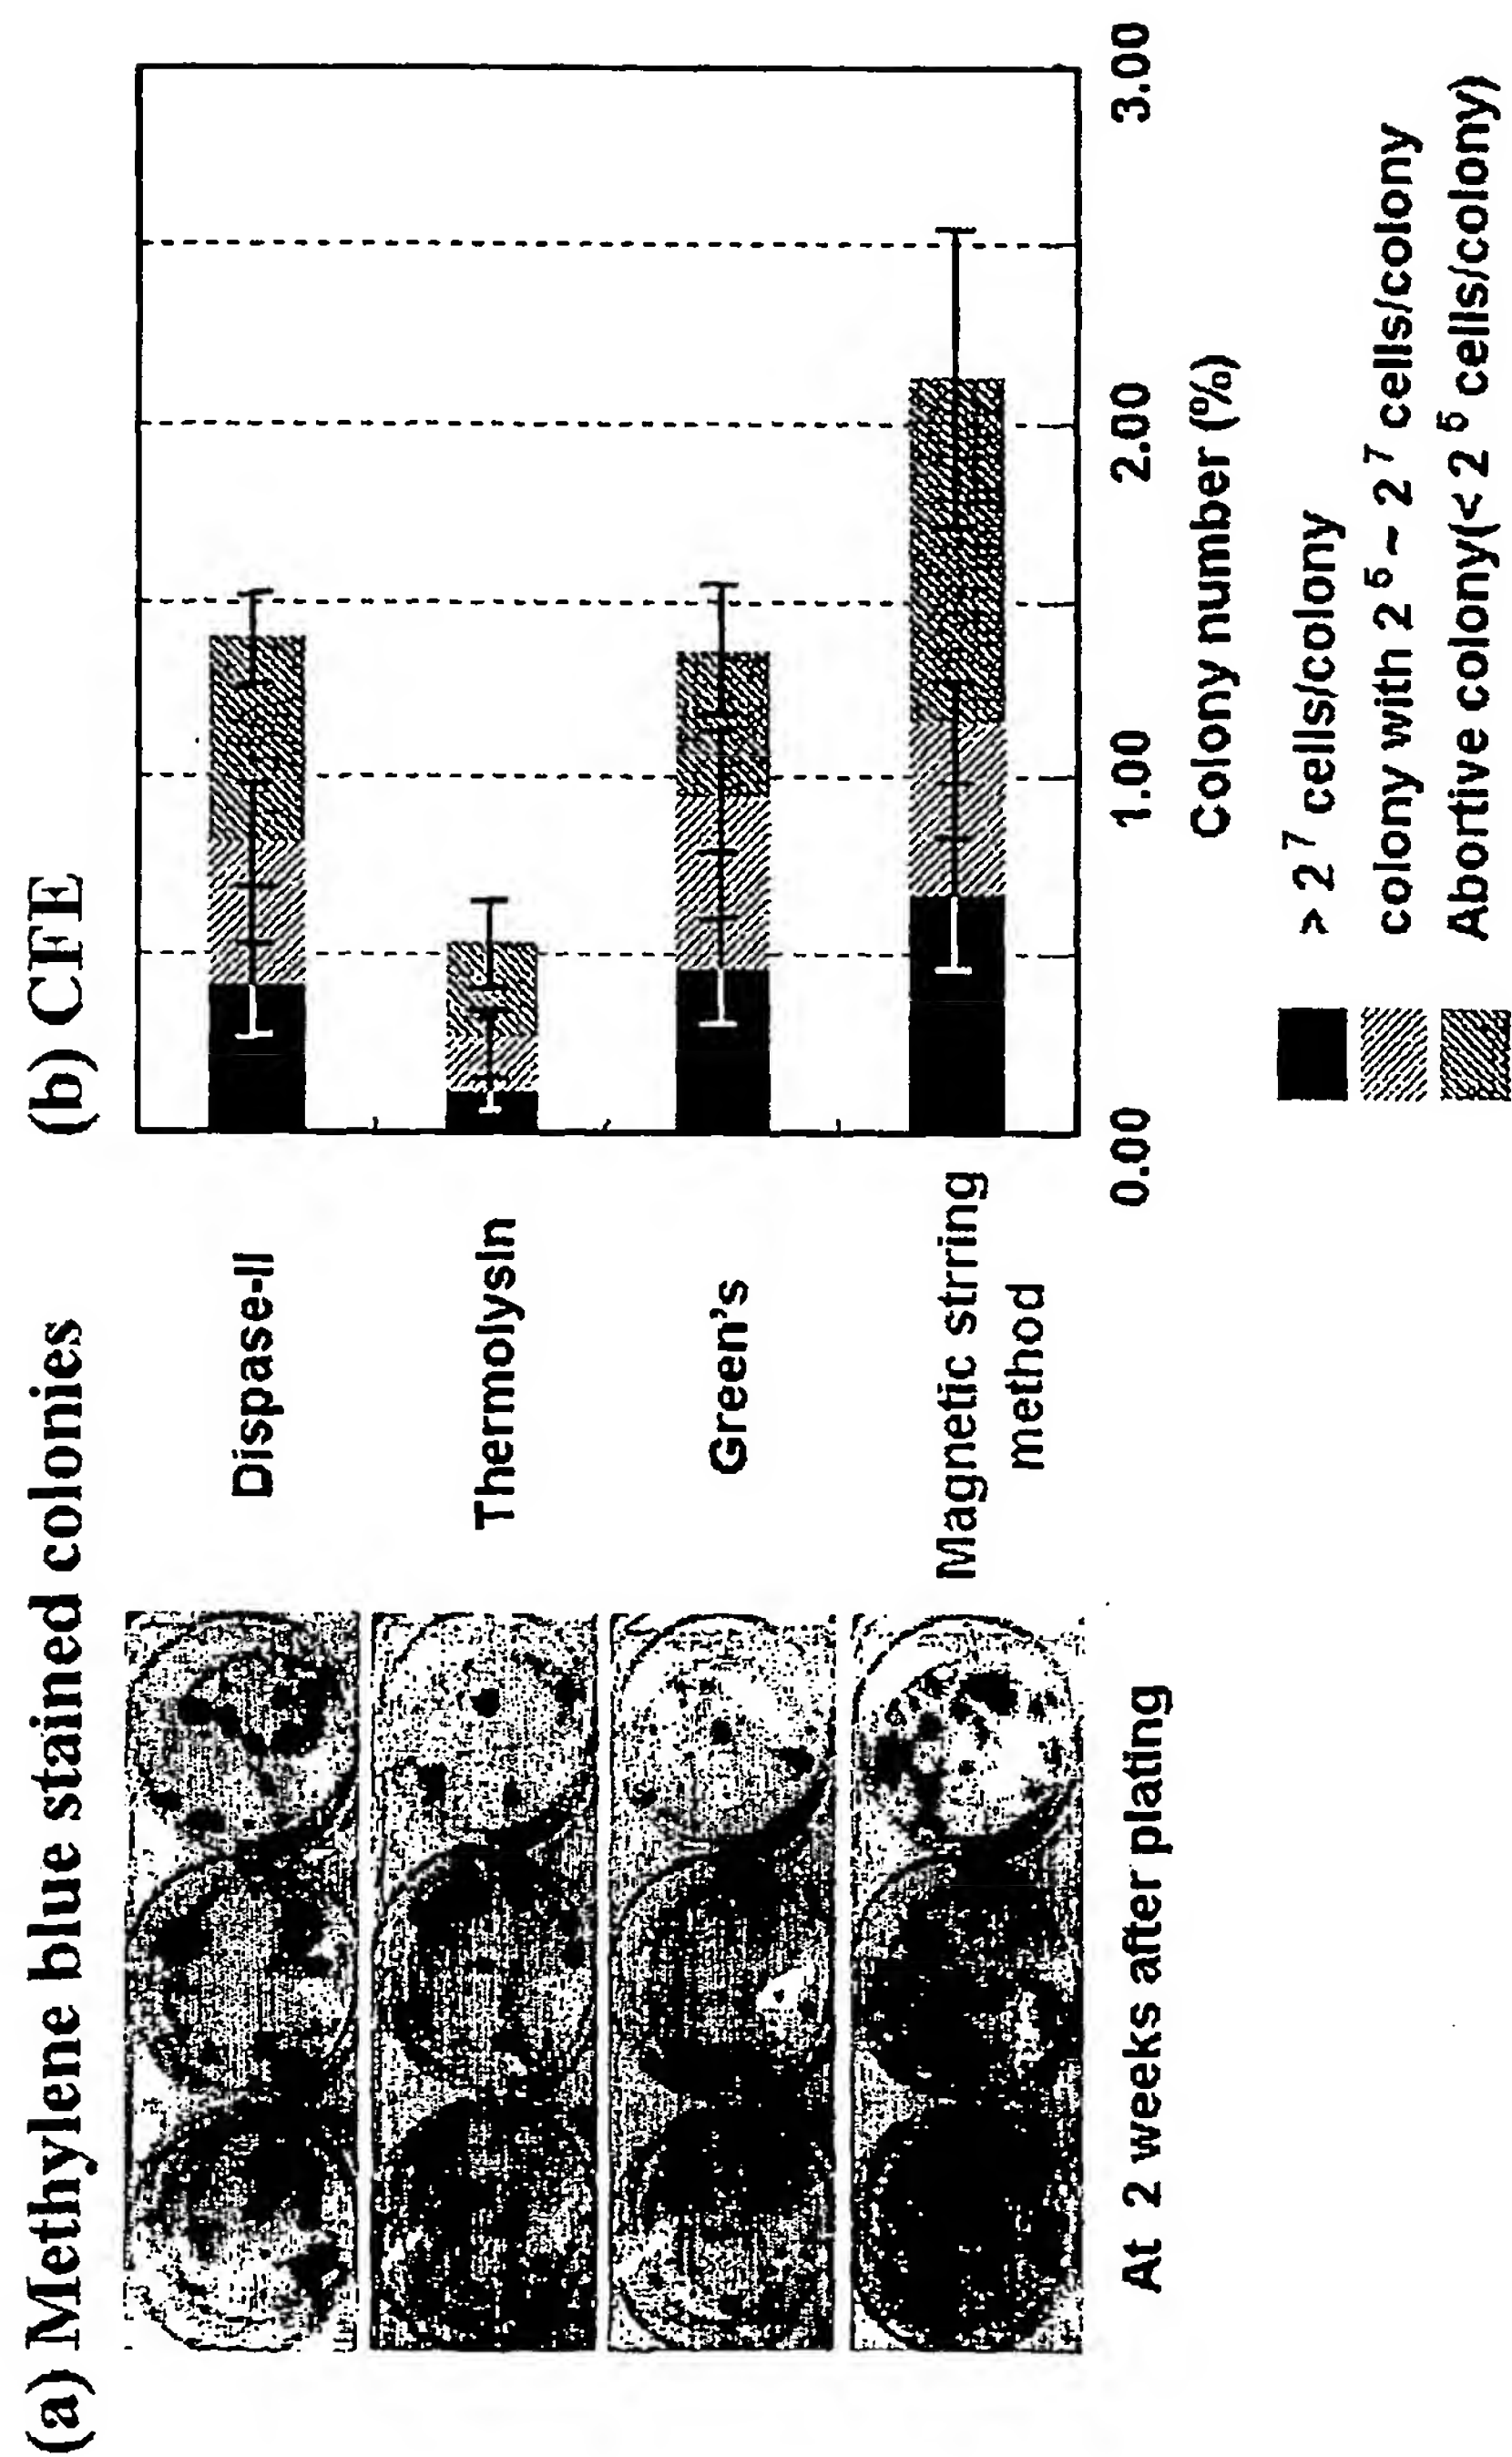 (a) Methylene blue stained colonies
(b) CFE
Dispase-II
Thermolysin
Green's
Magnetic strring
method
At 2 weeks after plating
0.00
1.00
2.00
3.00
Colony number (%)
> 2⁷ cells/colony
colony with 2⁵ ~ 2⁷ cells/colony
Abortive colony(< 2⁵ cells/colony)